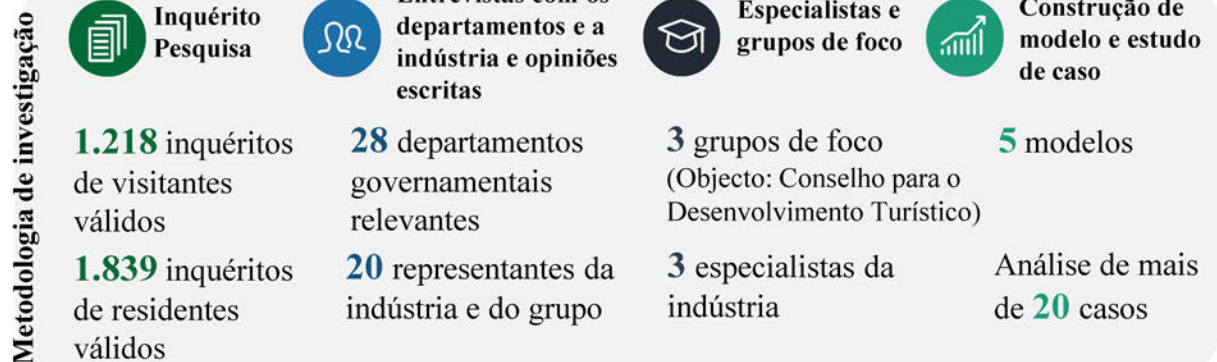 Metodologia de investigação
Inquérito
Pesquisa
1.218 inquéritos
de visitantes
válidos
1.839 inquéritos
de residentes
válidos
Entrevistas com os
departamentos e a
indústria e opiniões
escritas
28 departamentos
governamentais
relevantes
20 representantes da
indústria e do grupo
Especialistas e
grupos de foco
3 grupos de foco
(Objecto: Conselho para o
Desenvolvimento Turístico)
3 especialistas da
indústria
Construção de
modelo e estudo
de caso
5 modelos
Análise de mais
de 20 casos